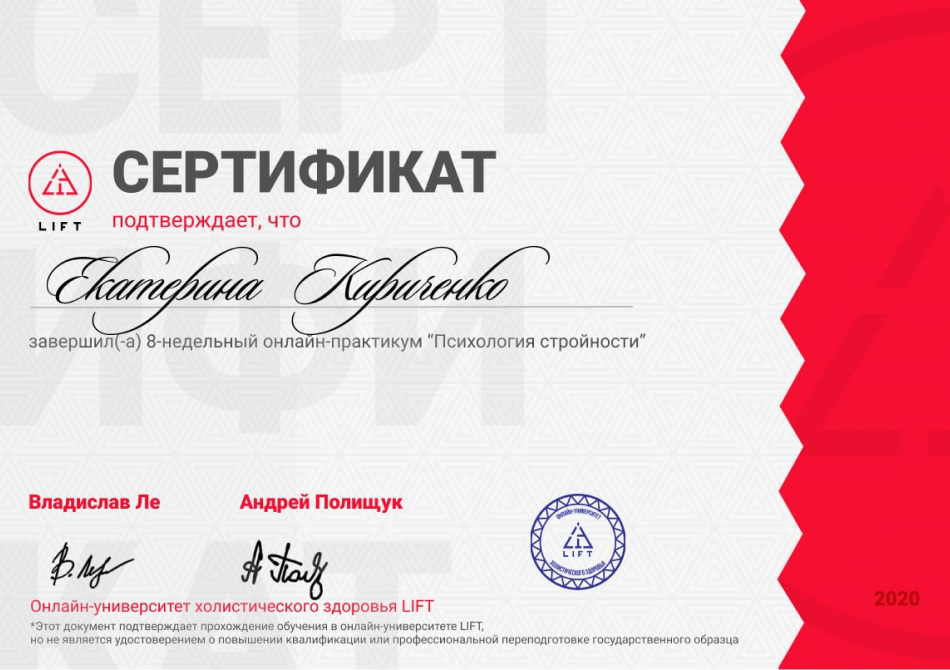 СЕРТИФИКАТ
LIFT
подтверждает, что
Екатерина Кириченко
завершил(-а) 8-недельный онлайн-практикум “Психология стройности”
Владислав Ле
Андрей Полищук
ОНЛАЙН-УНИВЕРСИТЕТ
LIFT
ХОЛИСТИЧЕСКОГО ЗДОРОВЬЯ
Онлайн-университет холистического здоровья LIFT
2020
*Этот документ подтверждает прохождение обучения в онлайн-университете LIFT,
но не является удостоверением о повышении квалификации или профессиональной переподготовке государственного образца